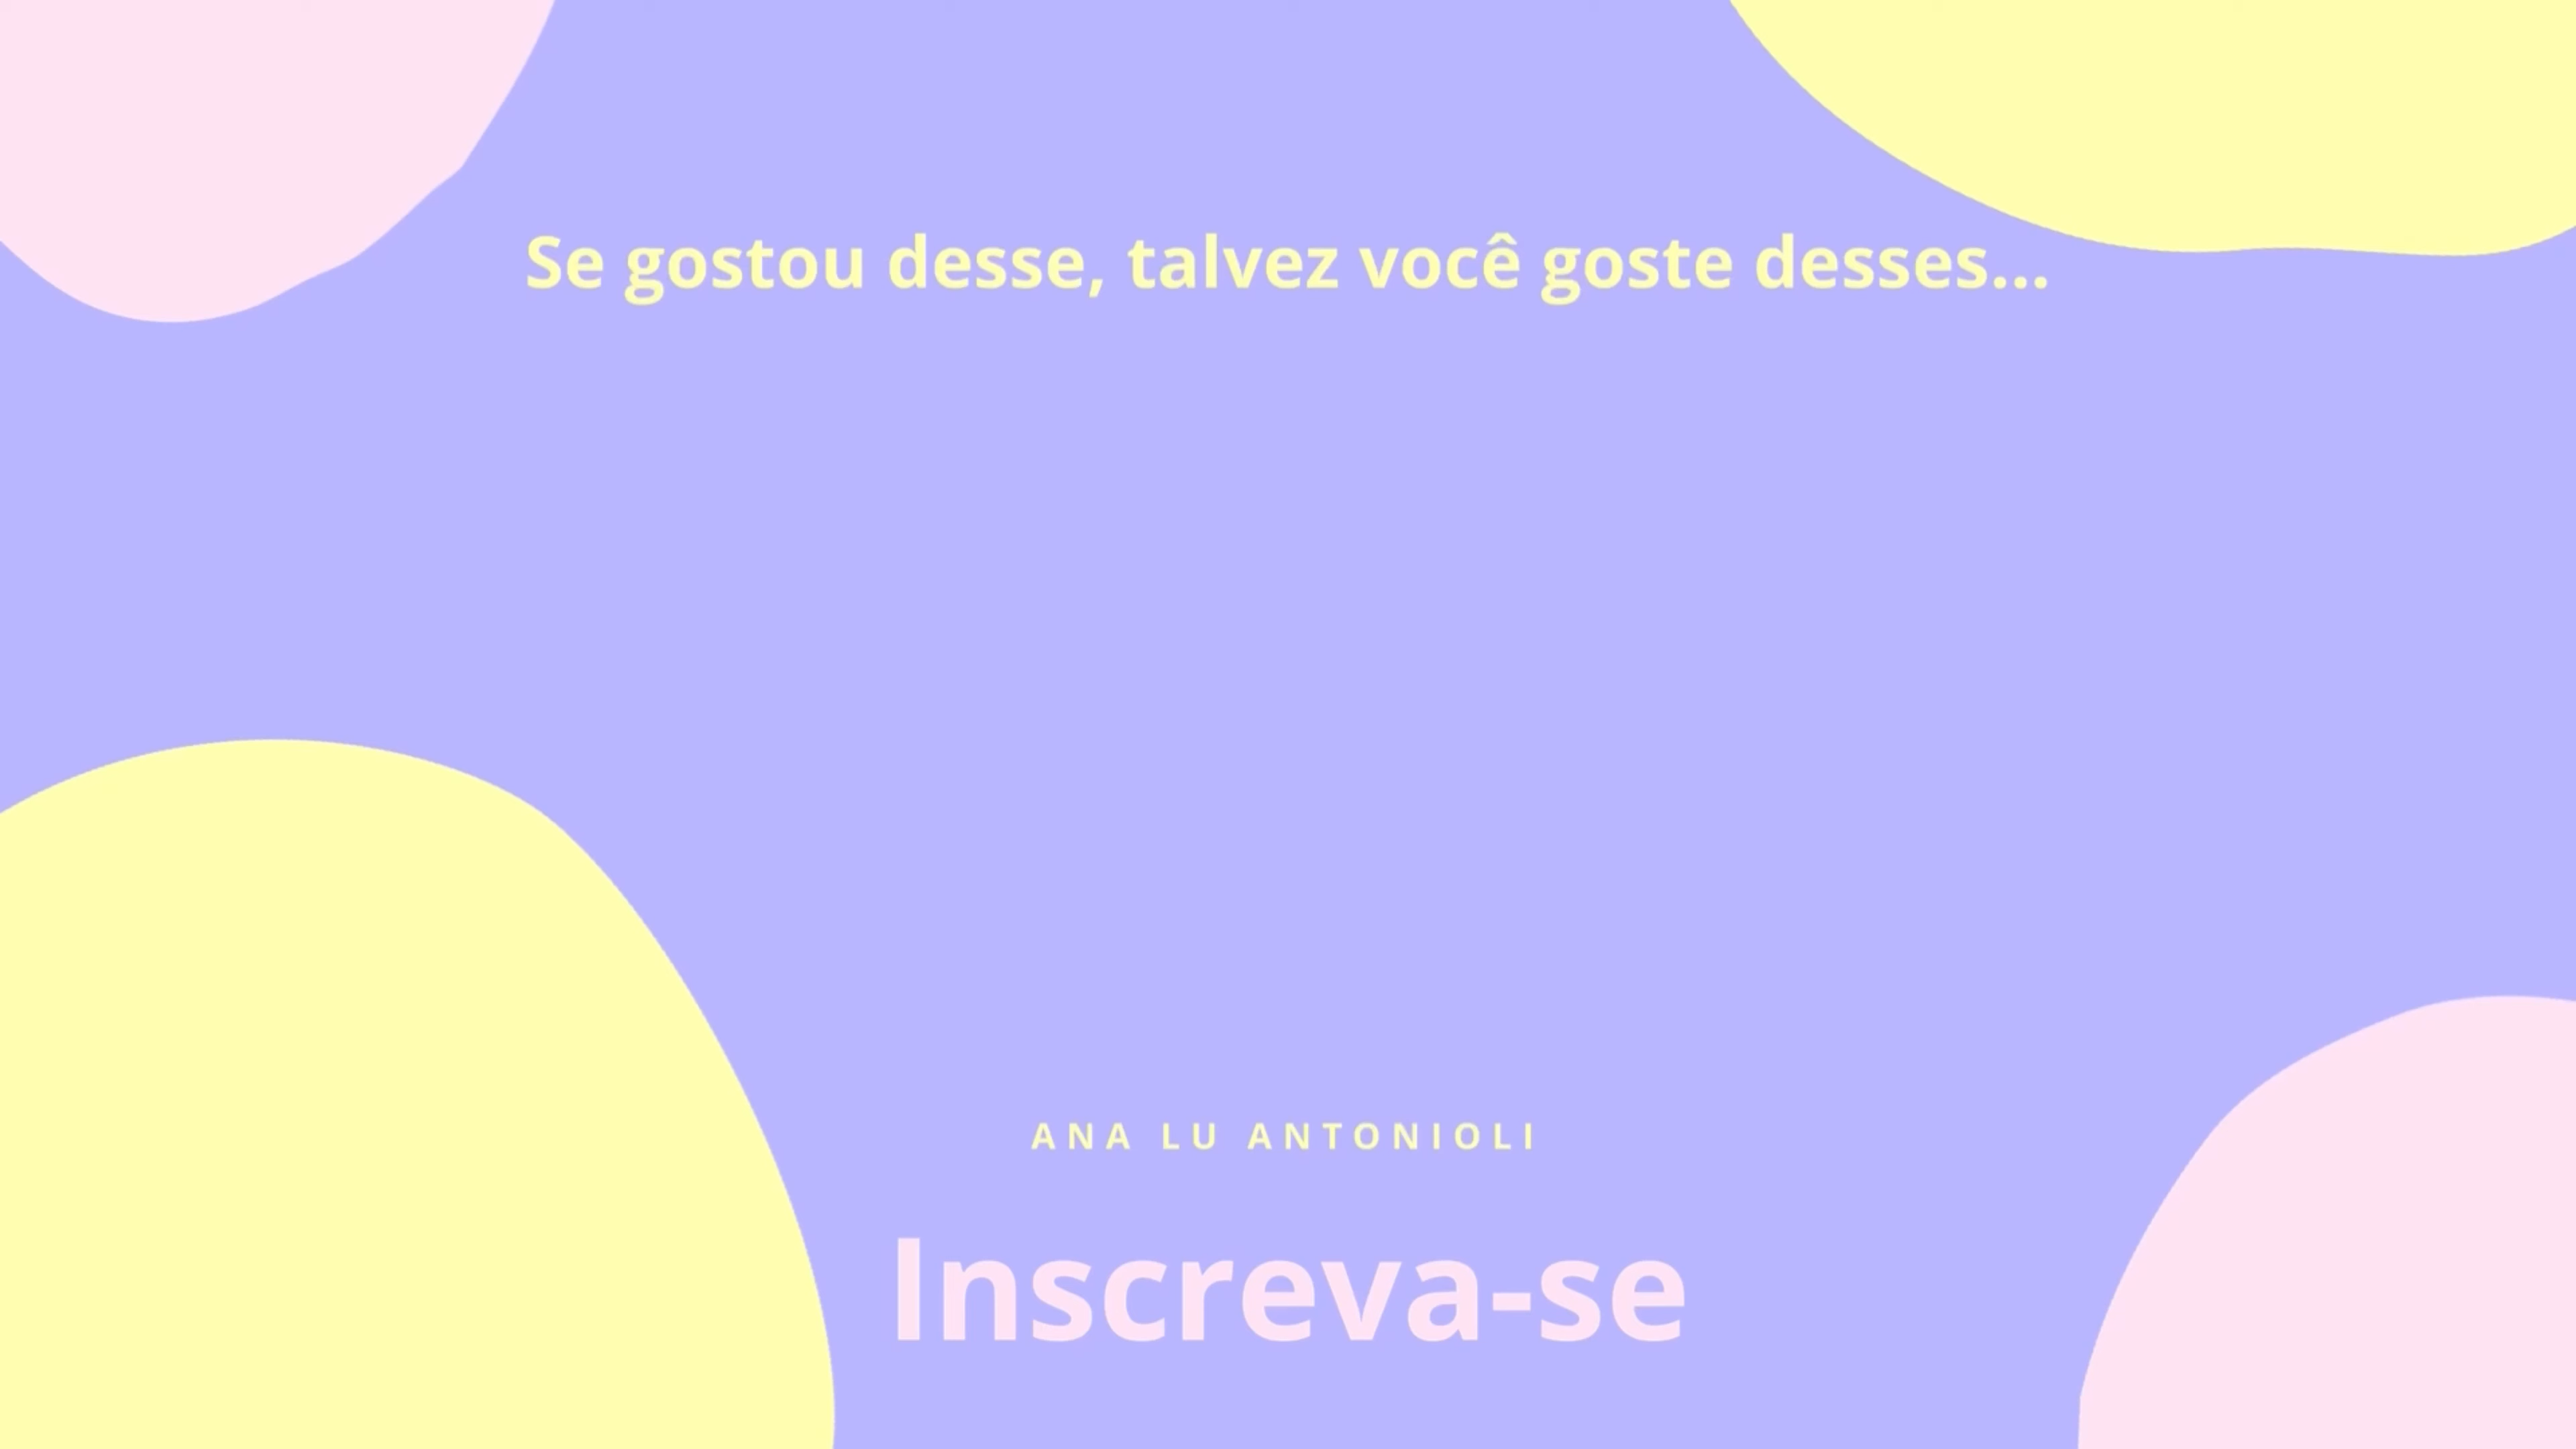 Se gostou desse, talvez você goste desses...
ANA LU ANTONIOLI
Inscreva-se